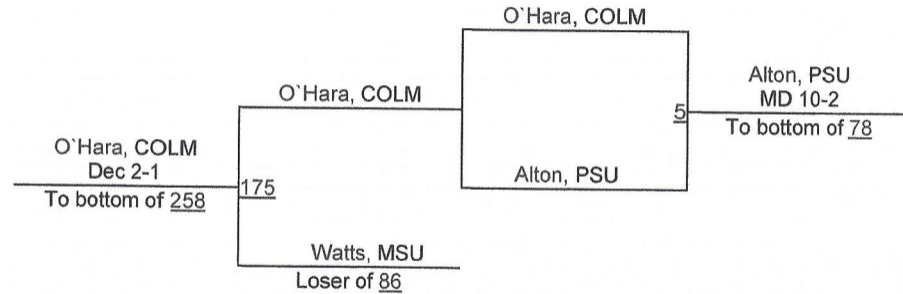 O`Hara, COLM
Alton, PSU
MD 10-2
5
To bottom of 78
O`Hara, COLM
O`Hara, COLM
Dec 2-1
175
To bottom of 258
Alton, PSU
Watts, MSU
Loser of 86